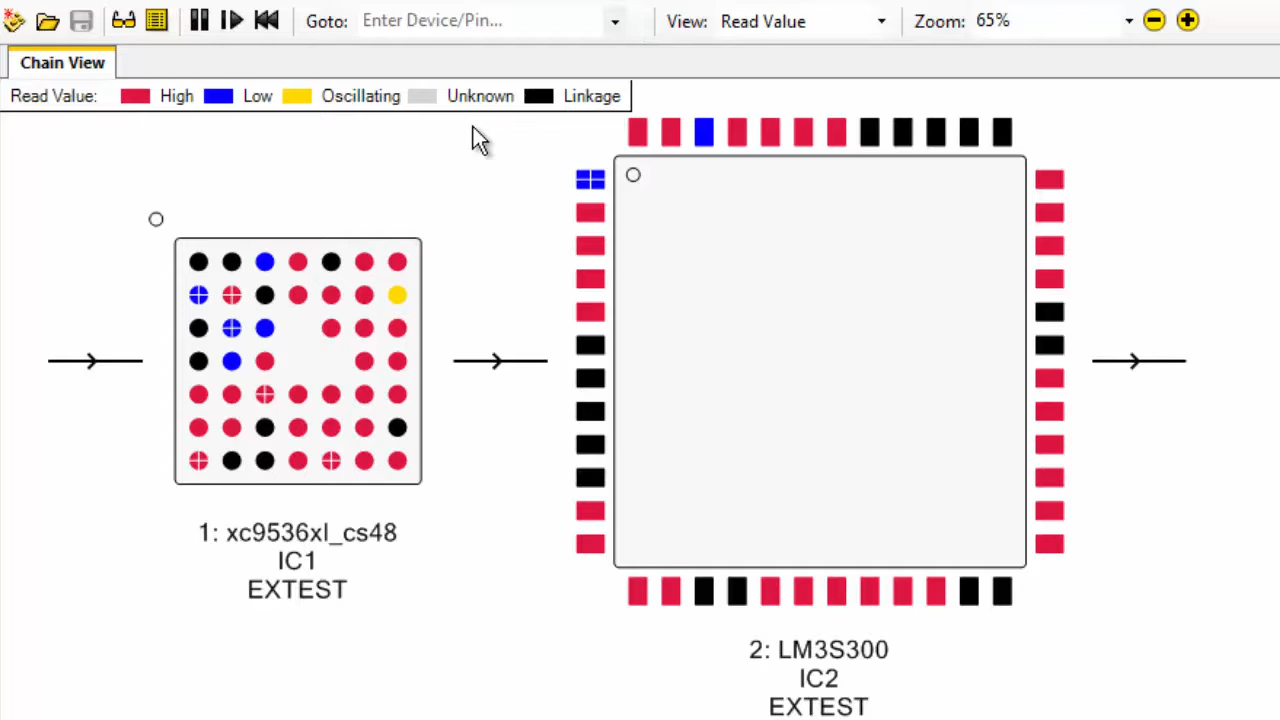 Goto: Enter Device/Pin... View: Read Value Zoom: 65%
Chain View
Read Value: High Low Oscillating Unknown Linkage
1: xc9536xl_cs48
IC1
EXTEST
2: LM3S300
IC2
EXTEST